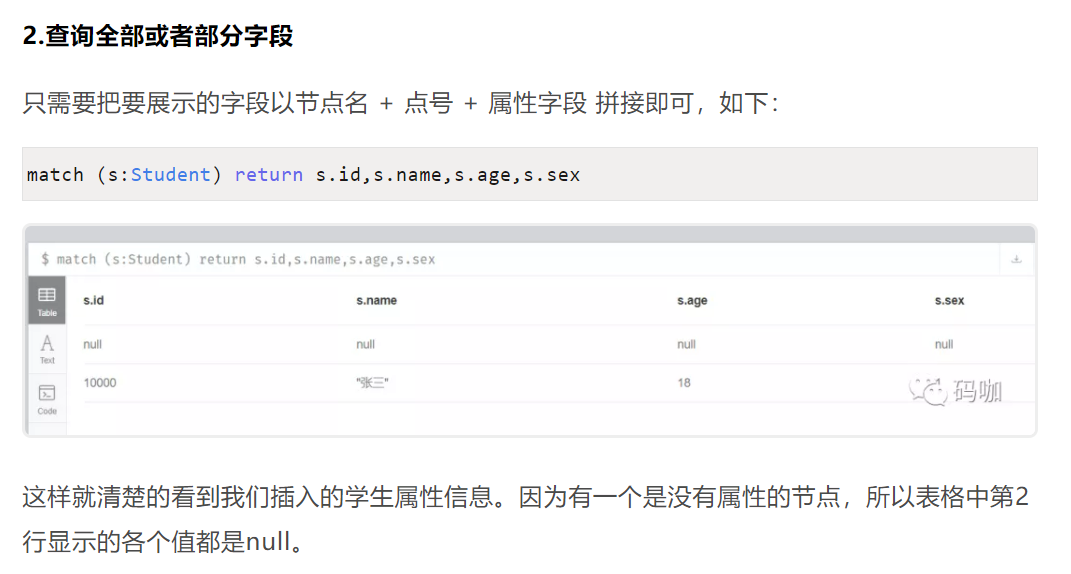 2.查询全部或者部分字段
只需要把要展示的字段以节点名 + 点号 + 属性字段 拼接即可，如下：
match (s:Student) return s.id,s.name,s.age,s.sex
$ match (s:Student) return s.id,s.name,s.age,s.sex
Table
s.id s.name s.age s.sex
null null null null
Text
10000 "张三" 18
码咖
Code
这样就清楚的看到我们插入的学生属性信息。因为有一个是没有属性的节点，所以表格中第2
行显示的各个值都是null。